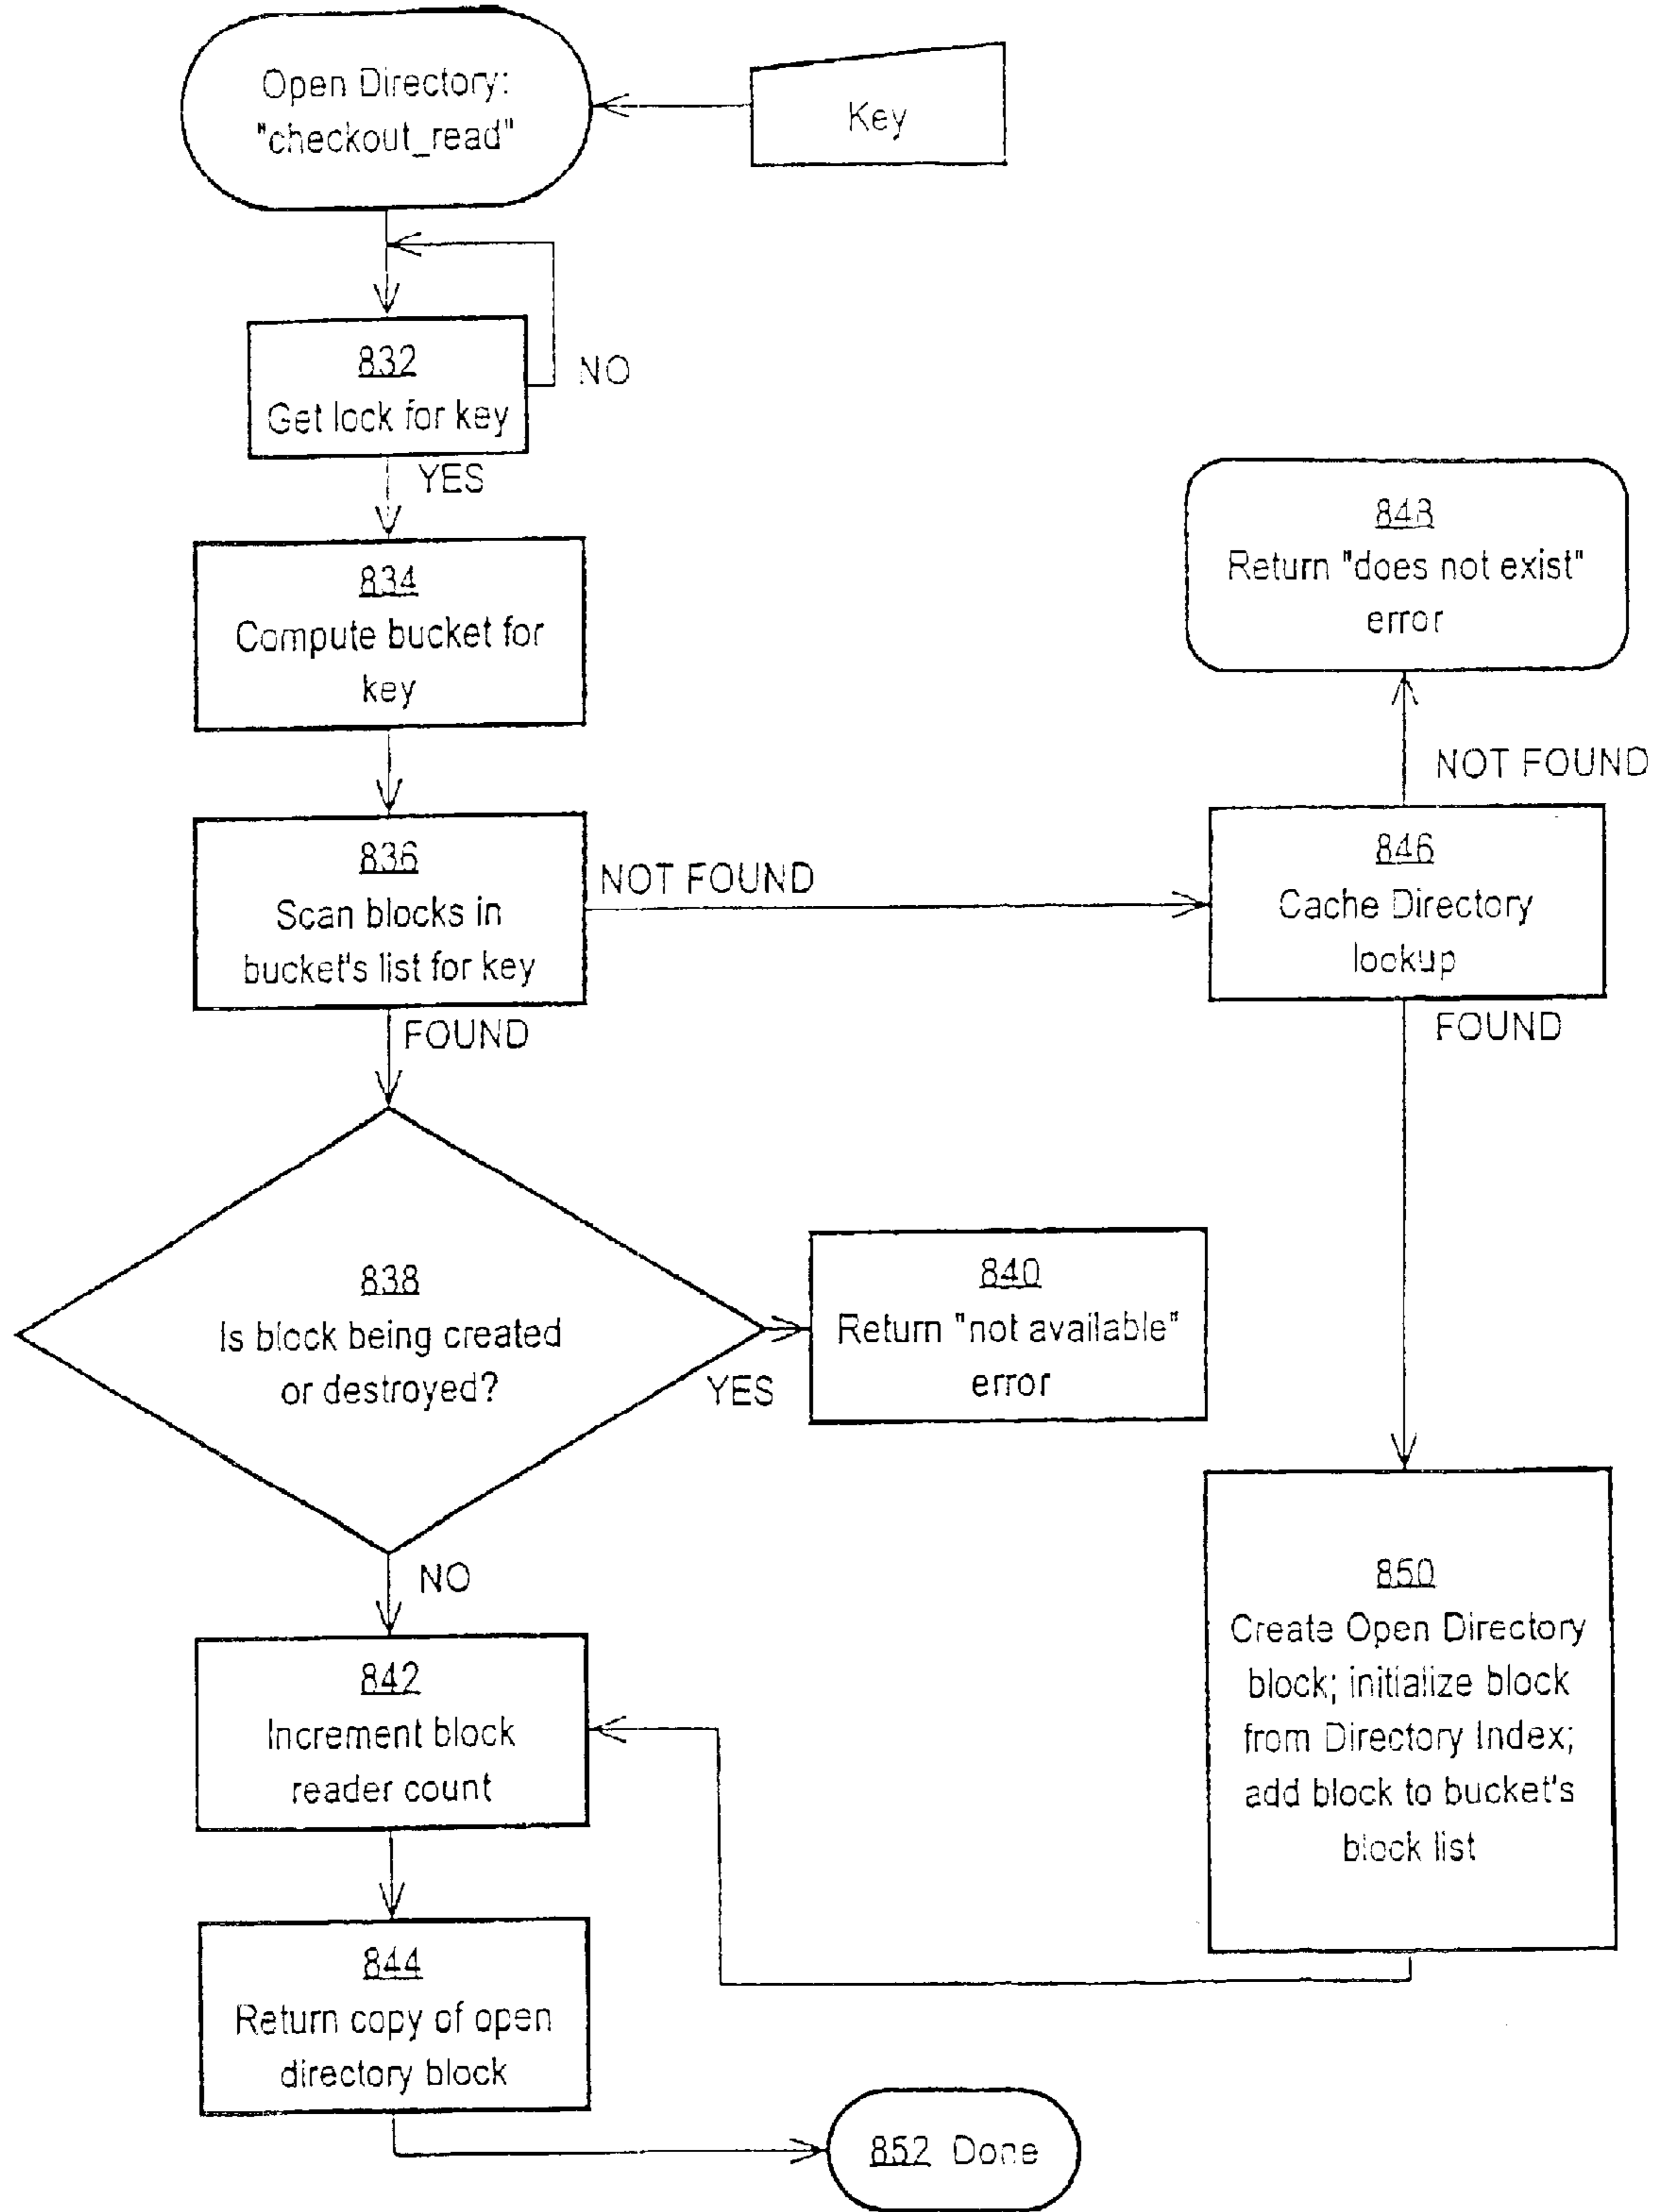 Open Directory:
"checkout_read"
Key
832
Get lock for key
NO
YES
834
Compute bucket for
key
836
Scan blocks in
bucket's list for key
NOT FOUND
FOUND
848
Return "does not exist"
error
NOT FOUND
846
Cache Directory
lookup
FOUND
838
Is block being created
or destroyed?
YES
840
Return "not available"
error
NO
842
Increment block
reader count
850
Create Open Directory
block; initialize block
from Directory Index;
add block to bucket's
block list
844
Return copy of open
directory block
852 Done